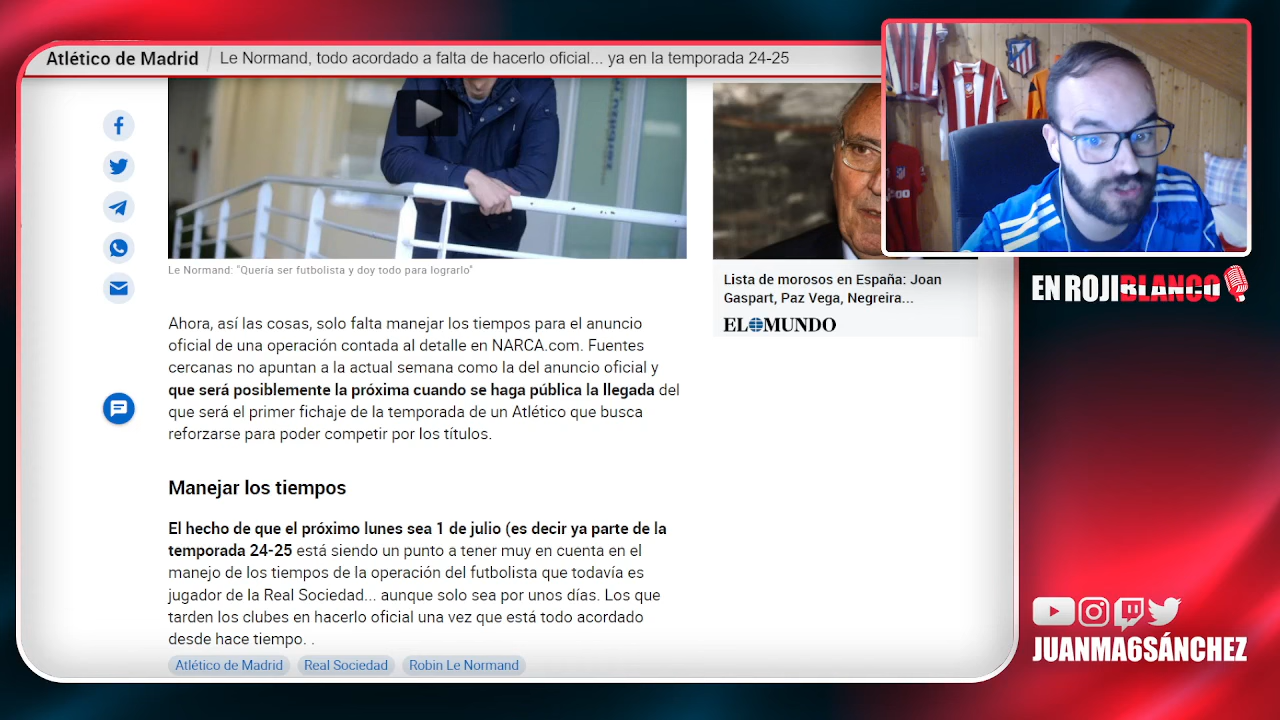 Atlético de Madrid
Le Normand, todo acordado a falta de hacerlo oficial... ya en la temporada 24-25
Le Normand: "Quería ser futbolista y doy todo para lograrlo"
Ahora, así las cosas, solo falta manejar los tiempos para el anuncio
oficial de una operación contada al detalle en NARCA.com. Fuentes
cercanas no apuntan a la actual semana como la del anuncio oficial y
que será posiblemente la próxima cuando se haga pública la llegada del
que será el primer fichaje de la temporada de un Atlético que busca
reforzarse para poder competir por los títulos.
Manejar los tiempos
El hecho de que el próximo lunes sea 1 de julio (es decir ya parte de la
temporada 24-25 está siendo un punto a tener muy en cuenta en el
manejo de los tiempos de la operación del futbolista que todavía es
jugador de la Real Sociedad... aunque solo sea por unos días. Los que
tarden los clubes en hacerlo oficial una vez que está todo acordado
desde hace tiempo. .
Atlético de Madrid
Real Sociedad
Robin Le Normand
Lista de morosos en España: Joan
Gaspart, Paz Vega, Negreira...
EL MUNDO
EN ROJIBLANCO
JUANMA6SÁNCHEZ